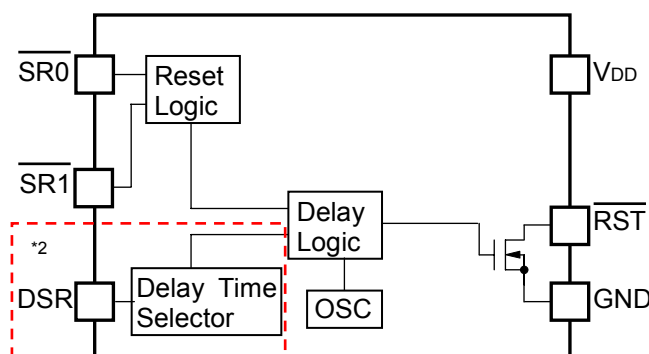 SR0
Reset
Logic
VDD
SR1
Delay
Logic
RST
*2
DSR
Delay Time
Selector
OSC
GND